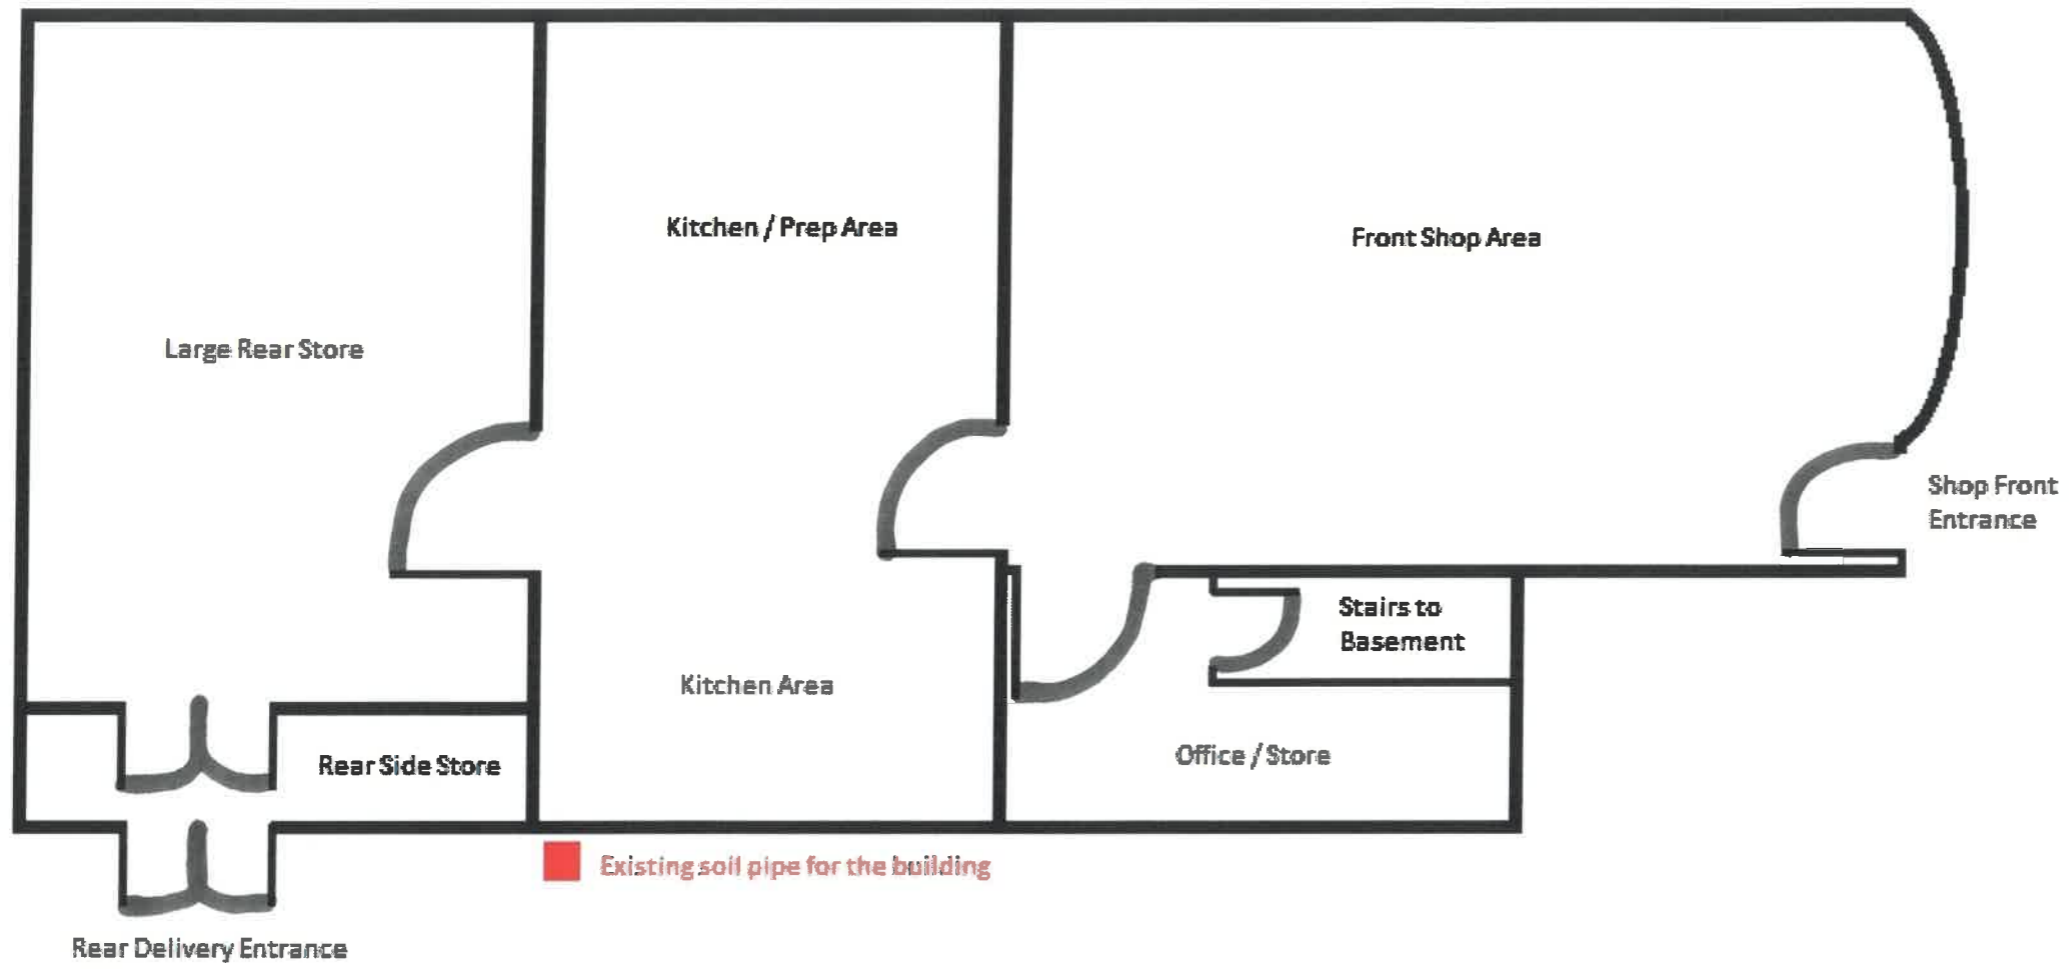 Kitchen / Prep Area
Front Shop Area
Large Rear Store
Shop Front
Entrance
Stairs to
Basement
Kitchen Area
Office / Store
Rear Side Store
Existing soil pipe for the building
Rear Delivery Entrance